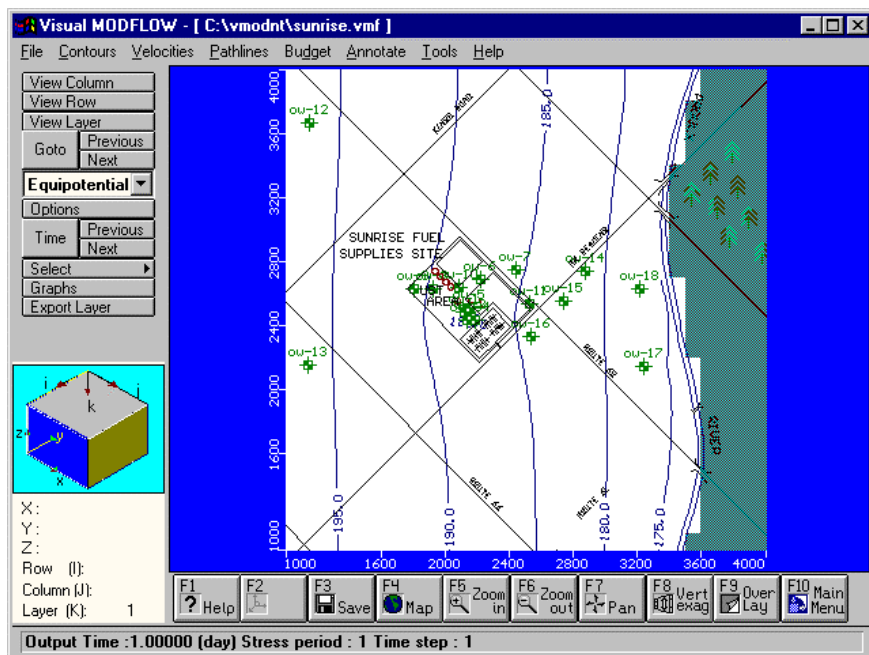 Visual MODFLOW - [ C:\vmodnt\sunrise.vmf ]
File Contours Velocities Pathlines Budget Annotate Tools Help
View Column
View Row
View Layer
Goto
Previous
Next
Equipotential
Options
Time
Previous
Next
Select
Graphs
Export Layer
i
j
k
z
y
x
X:
Y:
Z:
Row (I):
Column (J):
Layer (K): 1
4000
3600
3200
2800
2400
2000
1600
1000
ow-12
-185.0
SUNRISE FUEL
SUPPLIES SITE
ow-7
ow-14
ow-18
ow-11
ow-15
AREA
ow-16
ow-13
ow-17
ROUTE 64
RIVER
-195.0
-190.0
-180.0
-175.0
1000 1600 2000 2400 2800 3200 3600 4000
F1 Help
F2
F3 Save
F4 Map
F5 Zoom in
F6 Zoom out
F7 Pan
F8 Vert exag
F9 Over Lay
F10 Main Menu
Output Time :1.00000 (day) Stress period : 1 Time step : 1